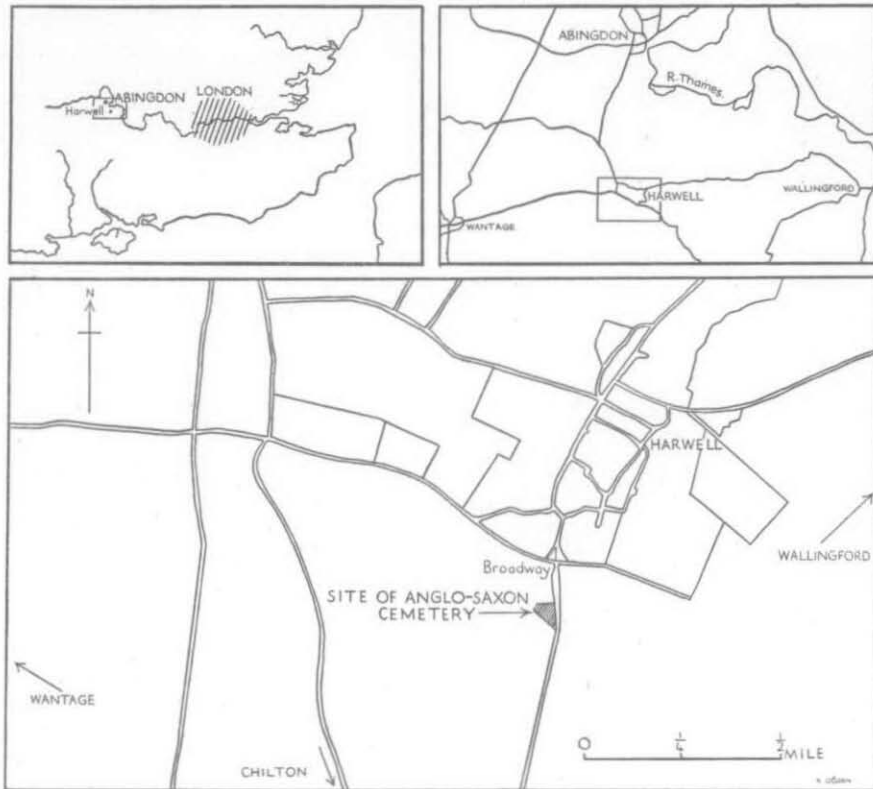 ABINGDON
LONDON
Harwell
ABINGDON
R. Thames.
HARWELL
WALLINGFORD
WANTAGE
N
HARWELL
WALLINGFORD
Broadway
SITE OF ANGLO-SAXON
CEMETERY
WANTAGE
CHILTON
0 1/4 1/2
MILE